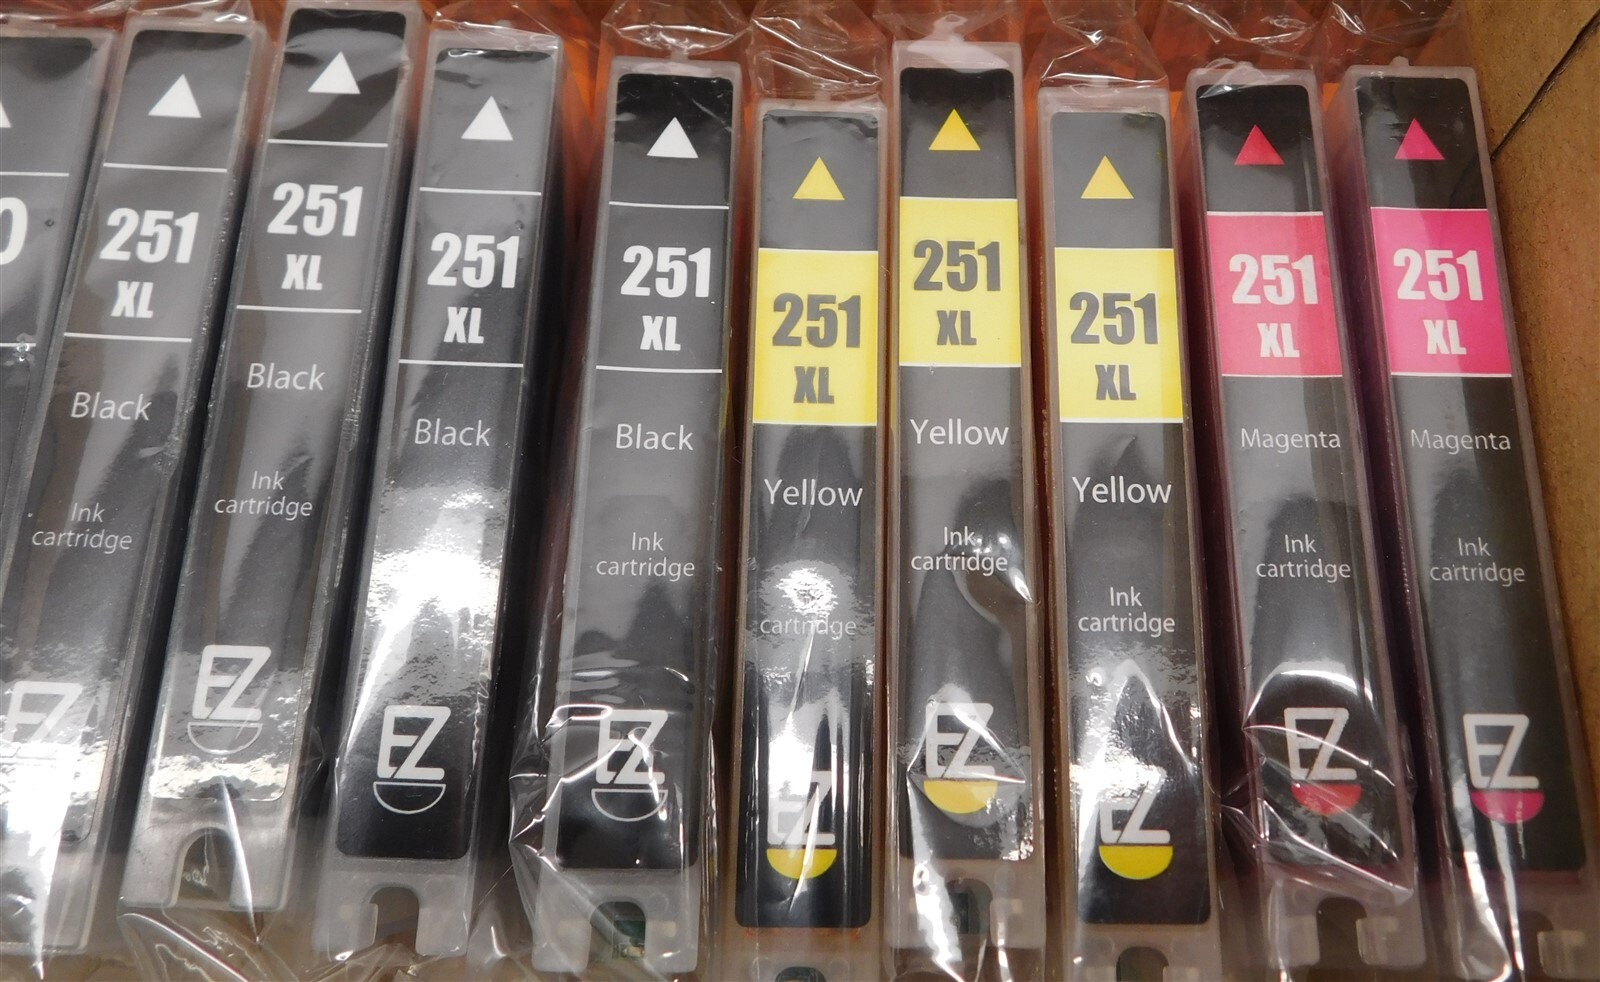 0
251
XL
Black
Ink
cartridge
EZ
251
XL
Black
Ink
cartridge
EZ
251
XL
Black
EZ
251
XL
Black
Ink
cartridge
EZ
251
XL
Yellow
cartridge
EZ
251
XL
Yellow
Ink
cartridge
EZ
251
XL
Yellow
Ink
cartridge
EZ
251
XL
Magenta
Ink
cartridge
EZ
251
XL
Magenta
Ink
cartridge
EZ